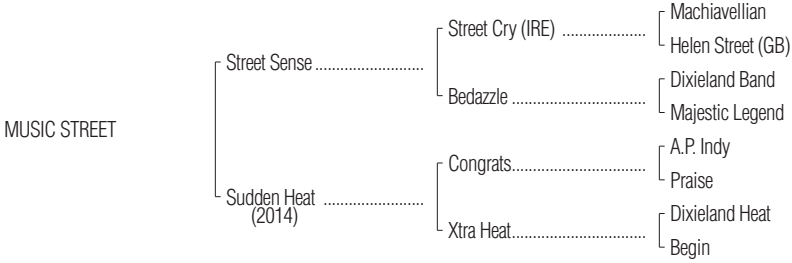 Machiavellian
Street Cry (IRE) ....................
Helen Street (GB)
Street Sense ..........................
Dixieland Band
Bedazzle ................................
Majestic Legend
MUSIC STREET
A.P. Indy
Congrats................................
Praise
Sudden Heat ........................
(2014)
Dixieland Heat
Xtra Heat................................
Begin